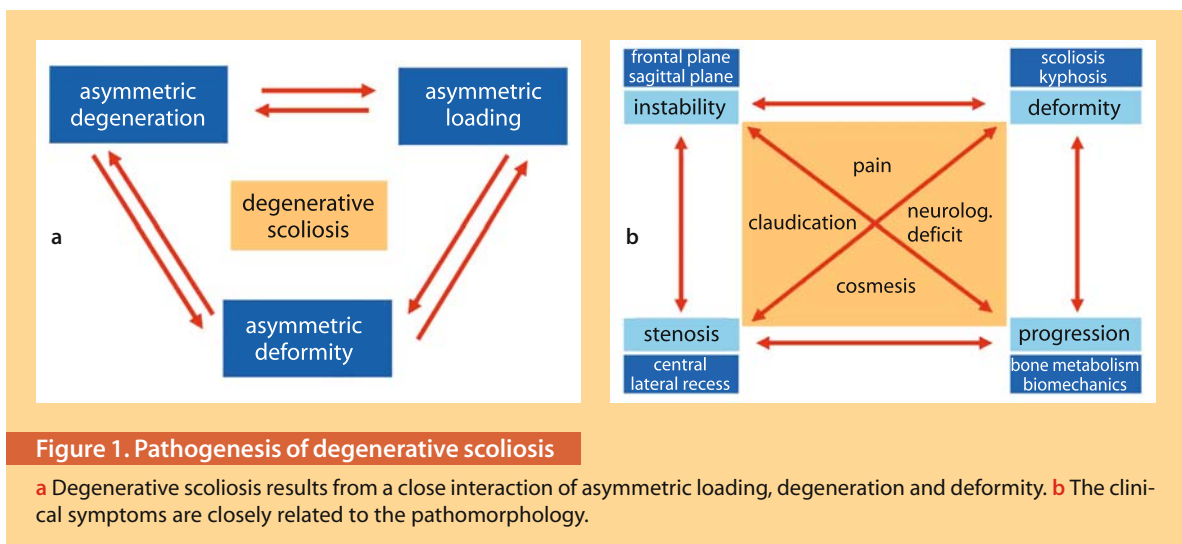 asymmetric
degeneration
asymmetric
loading
degenerative
scoliosis
a
asymmetric
deformity
frontal plane
sagittal plane
instability
scoliosis
kyphosis
deformity
pain
claudication
neurolog.
deficit
b
cosmesis
stenosis
central
lateral recess
progression
bone metabolism
biomechanics
Figure 1. Pathogenesis of degenerative scoliosis
a Degenerative scoliosis results from a close interaction of asymmetric loading, degeneration and deformity. b The clini-
cal symptoms are closely related to the pathomorphology.